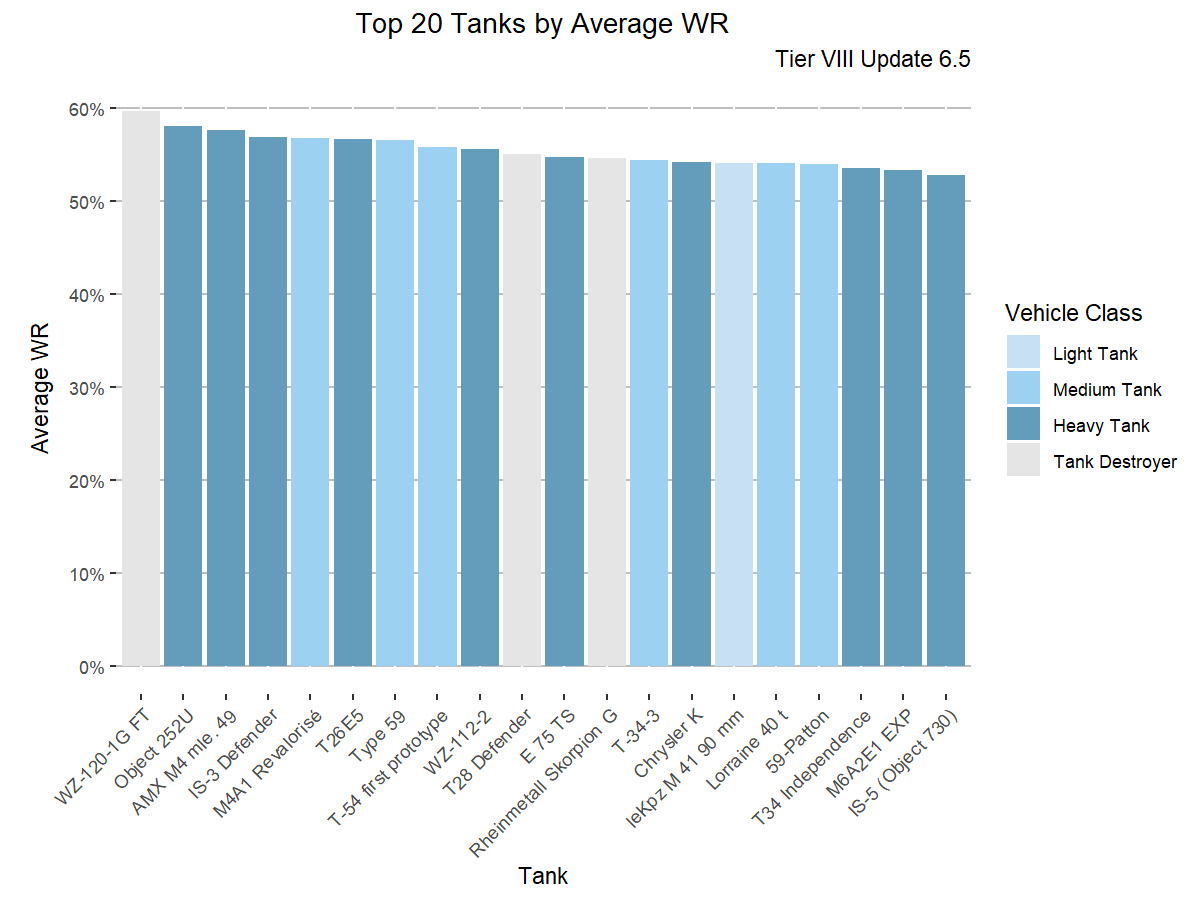 Top 20 Tanks by Average WR
Tier VIII Update 6.5
60%
50%
40%
30%
20%
10%
0%
Average WR
WZ-120-1G FT
Object 252U
AMX M4 mle. 49
IS-3 Defender
M4A1 Revalorisé
T26E5
Type 59
T-54 first prototype
WZ-112-2
T28 Defender
E 75 TS
Rheinmetall Skorpion G
T-34-3
Chrysler K
leKpz M 41 90 mm
Lorraine 40 t
59-Patton
T34 Independence
M6A2E1 EXP
IS-5 (Object 730)
Tank
Vehicle Class
Light Tank
Medium Tank
Heavy Tank
Tank Destroyer